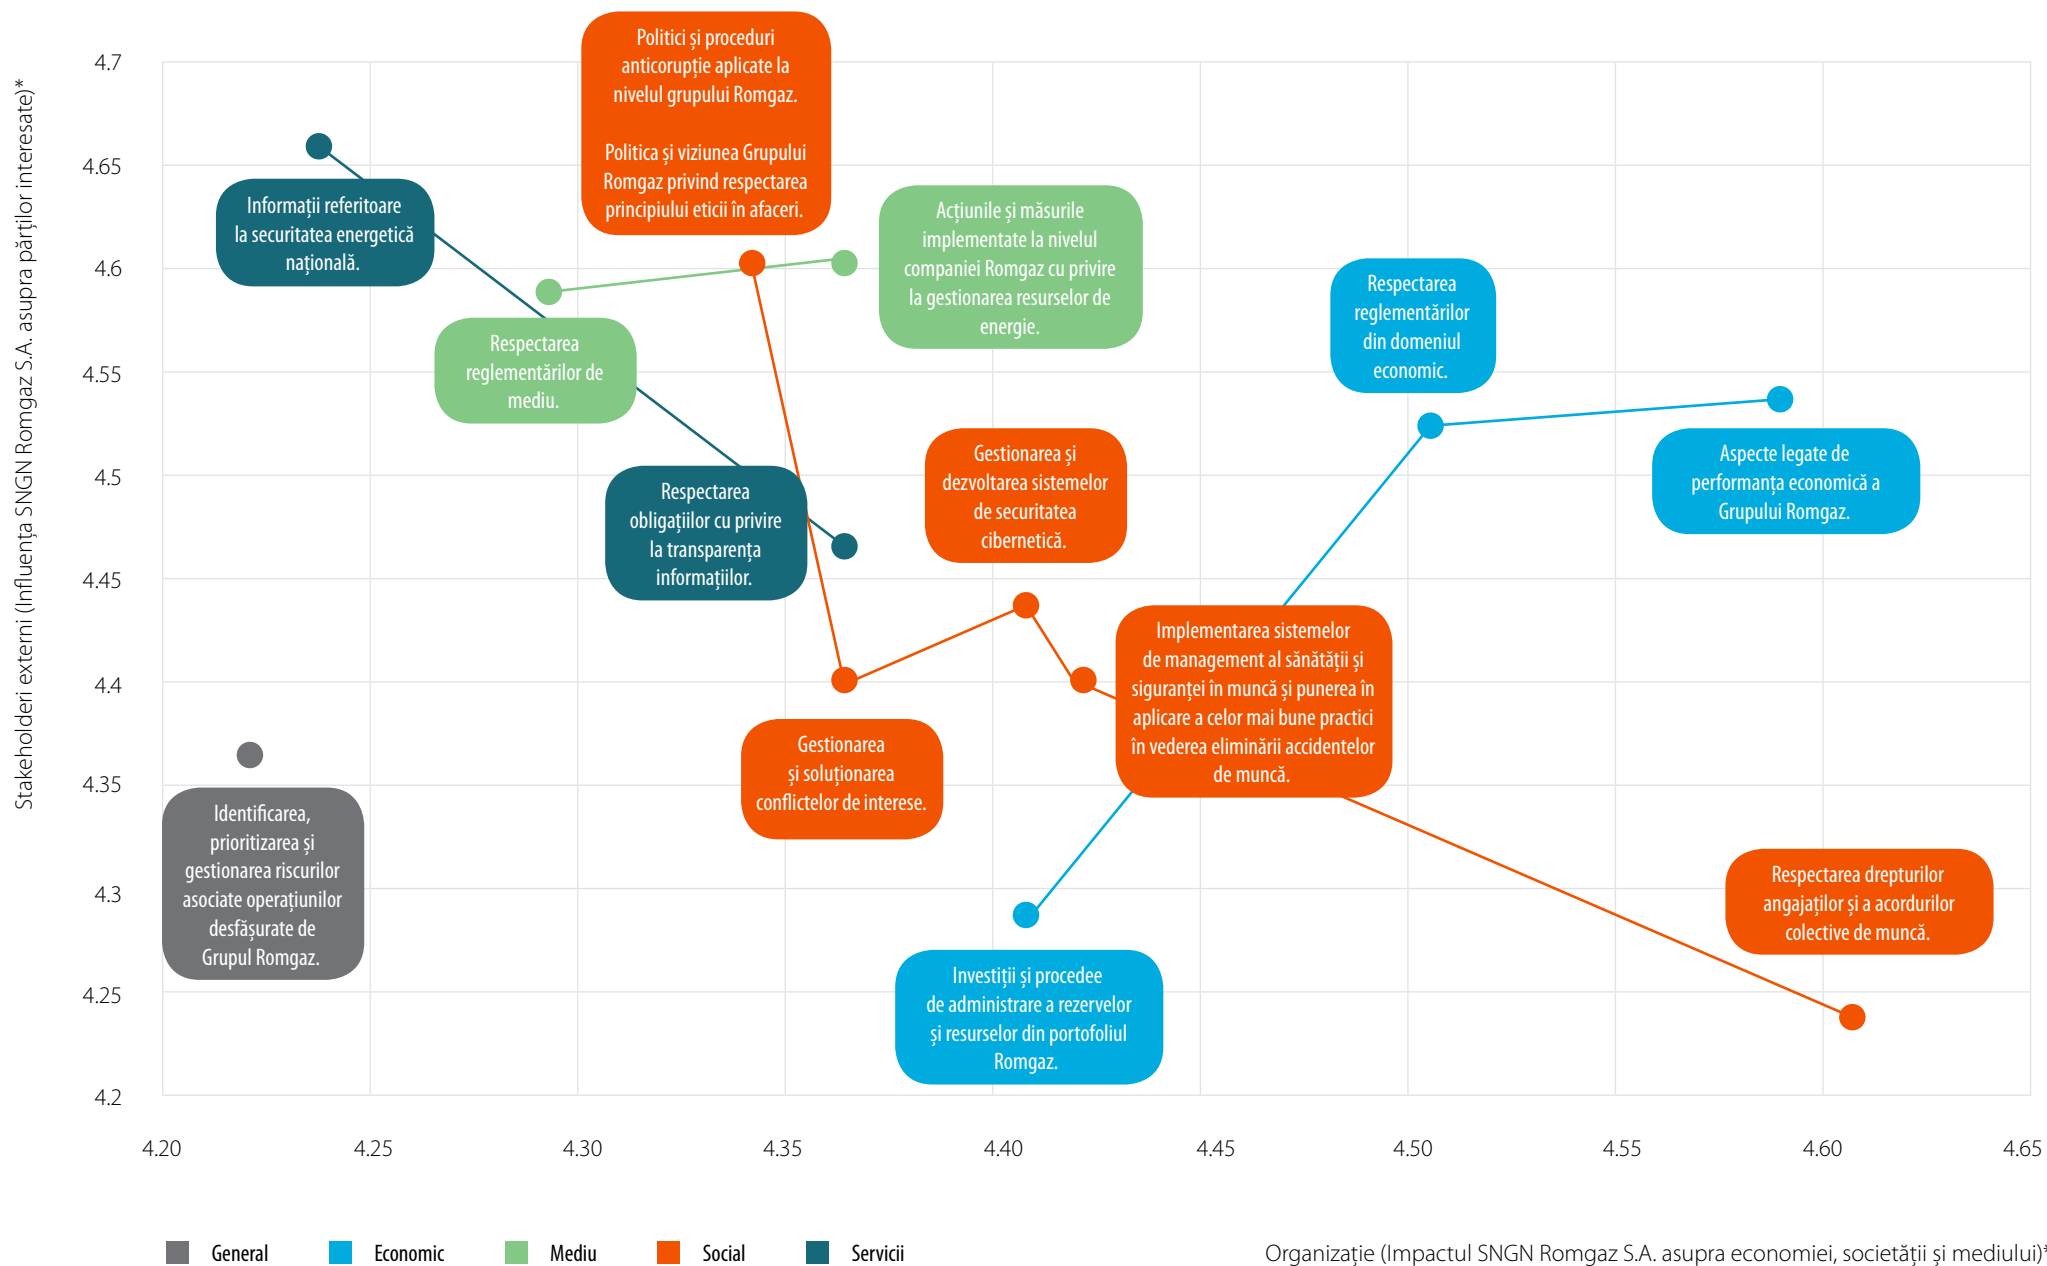 Stakeholderi externi (Influența SNGN Romgaz S.A. asupra părților interesate)*
4.7
4.65
4.6
4.55
4.5
4.45
4.4
4.35
4.3
4.25
4.2
Politici și proceduri
anticorupție aplicate la
nivelul grupului Romgaz.
Politica și viziunea Grupului
Romgaz privind respectarea
principiului eticii în afaceri.
Informații referitoare
la securitatea energetică
națională.
Acțiunile și măsurile
implementate la nivelul
companiei Romgaz cu privire
la gestionarea resurselor de
energie.
Respectarea
reglementărilor de
mediu.
Respectarea
reglementărilor
din domeniul
economic.
Aspecte legate de
performanța economică a
Grupului Romgaz.
Gestionarea și
dezvoltarea sistemelor
de securitatea
cibernetică.
Respectarea
obligațiilor cu privire
la transparența
informațiilor.
Implementarea sistemelor
de management al sănătății și
siguranței în muncă și punerea în
aplicare a celor mai bune practici
în vederea eliminării accidentelor
de muncă.
Gestionarea
și soluționarea
conflictelor de interese.
Identificarea,
prioritizarea și
gestionarea riscurilor
asociate operațiunilor
desfășurate de
Grupul Romgaz.
Respectarea drepturilor
angajaților și a acordurilor
colective de muncă.
Investiții și procedee
de administrare a rezervelor
și resurselor din portofoliul
Romgaz.
4.20 4.25 4.30 4.35 4.40 4.45 4.50 4.55 4.60 4.65
General Economic Mediu Social Servicii
Organizație (Impactul SNGN Romgaz S.A. asupra economiei, societății și mediului)*